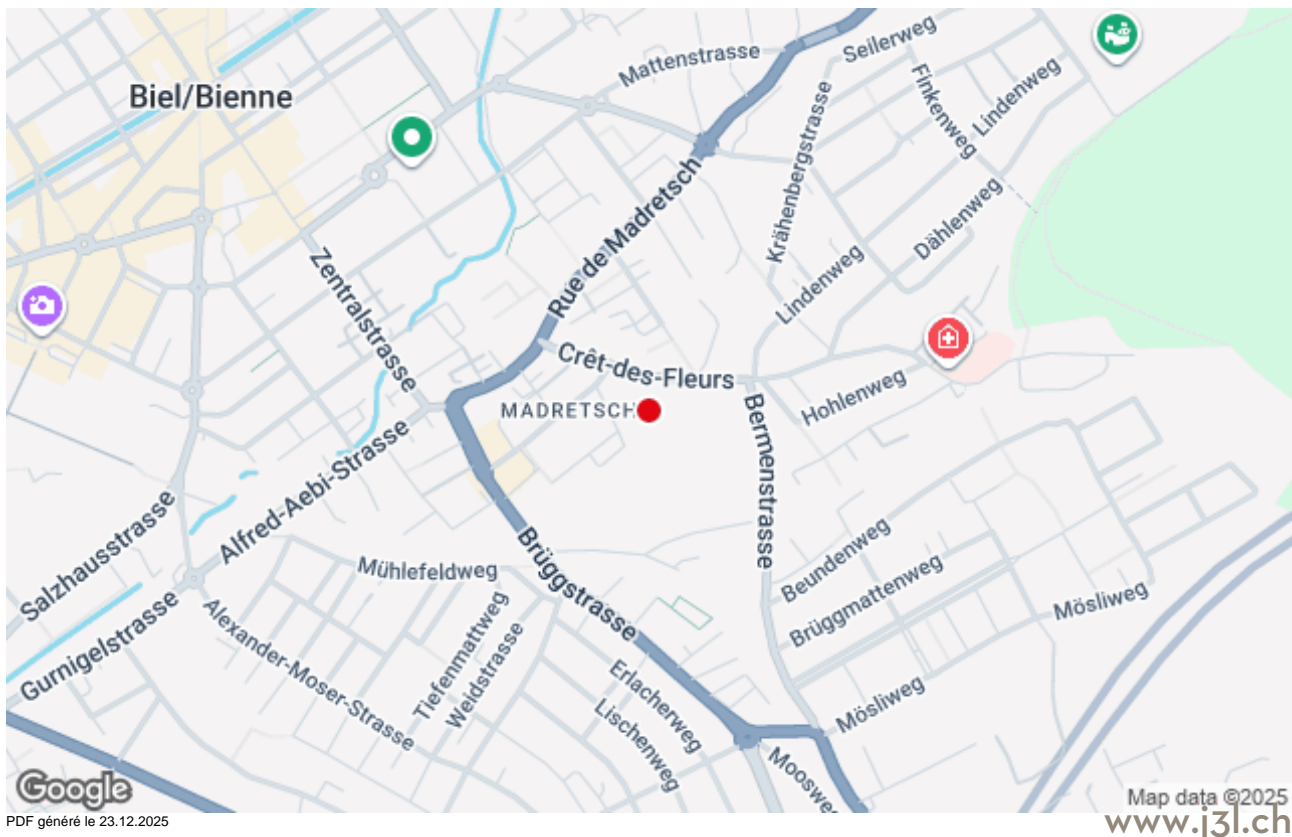 Mattenstrasse
Seilerweg
Biel/Bienne
Finkenweg
Lindenweg
Krähenbergstrasse
Rue de Madretsch
Dählenweg
Zentralstrasse
Lindenweg
Crêt-des-Fleurs
Hohlenweg
MADRETSCH
Bermenstrasse
Alfred-Aebi-Strasse
Salzhausstrasse
Brüggstrasse
Mühlefeldweg
Beundenweg
Brüggmattenweg
Mösliweg
Gurnigelstrasse
Alexander-Moser-Strasse
Tiefenmattweg
Weidstrasse
Erlacherweg
Lischenweg
Mösliweg
Mooswe
Google
Map data ©2025
PDF généré le 23.12.2025
www.j3l.ch